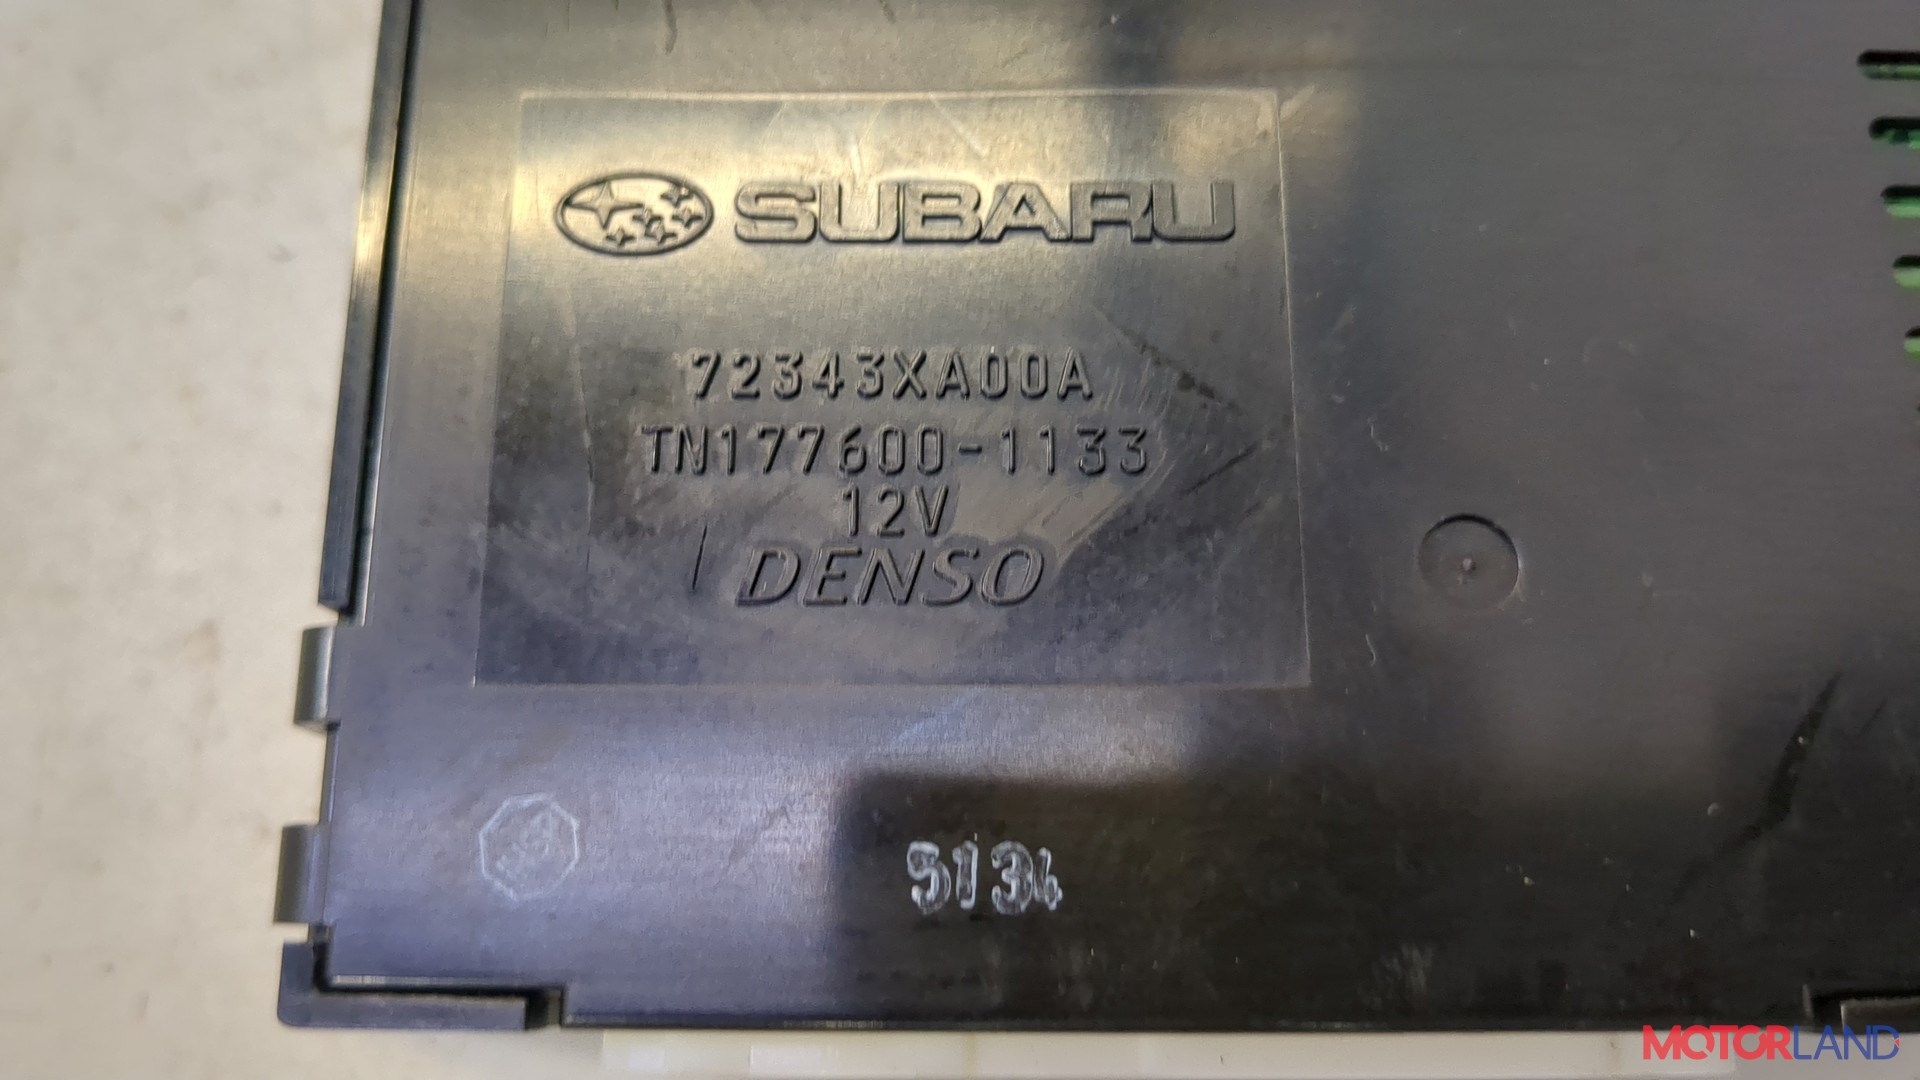 SUBARU
72343XA00A
TN177600-1133
12V
DENSO
5134
MOTORLAND